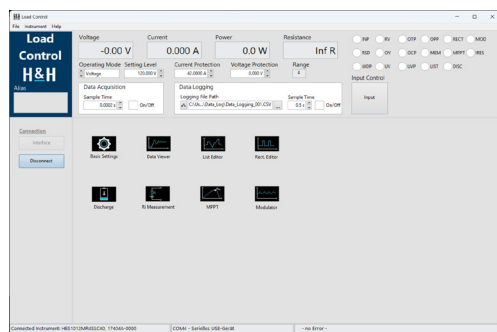 Load Control
File Instrument Help
Load
Control
H&H
Alias
Voltage Current Power Resistance
-0.00 V 0.000 A 0.0 W Inf R
Operating Mode Setting Level Current Protection Voltage Protection Range
Voltage 120.000 V 42.0000 A 0.000 V 4
Data Acquisition
Sample Time
0.0002 s On/Off
Data Logging
Logging File Path Sample Time
0.5 s On/Off
INP RV OTP OPP RECT MOD
RSD OV OCP MEM MPPT IRES
WDP UV UVP LIST DISC
Input Control
Input
Connection
Interface
Disconnect
Basic Settings Data Viewer List Editor Rect. Editor
Discharge Ri Measurement MPPT Modulator
Connected Instrument: COM4 - Serielles USB-Gerät - no Error -